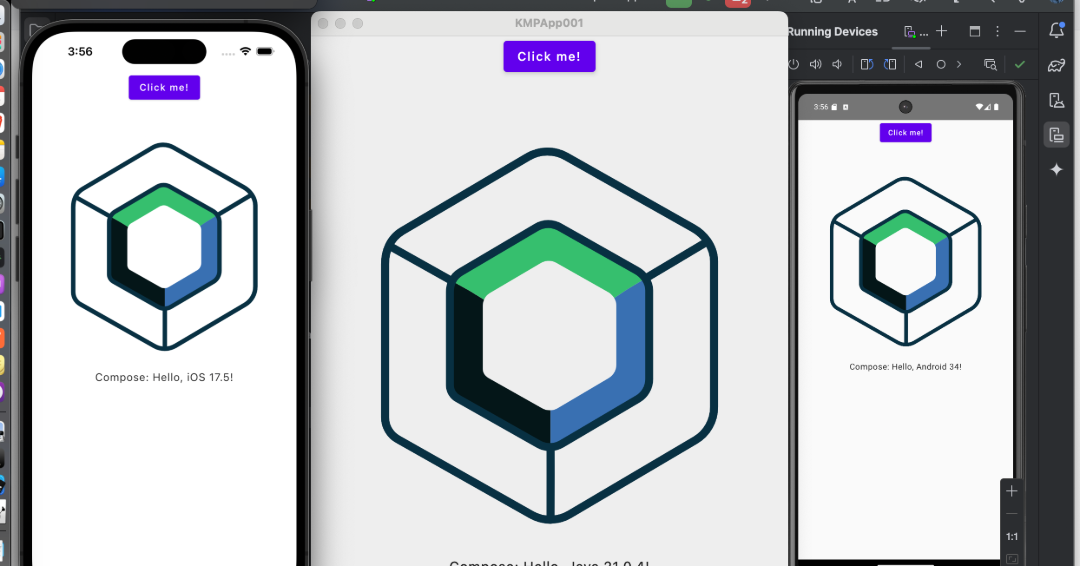 3:56
Click me!
Compose: Hello, iOS 17.5!
KMPApp001
Click me!
Compose: Hello, Java 21.0.4!
Running Devices
...
3:56
Click me!
Compose: Hello, Android 34!
1:1